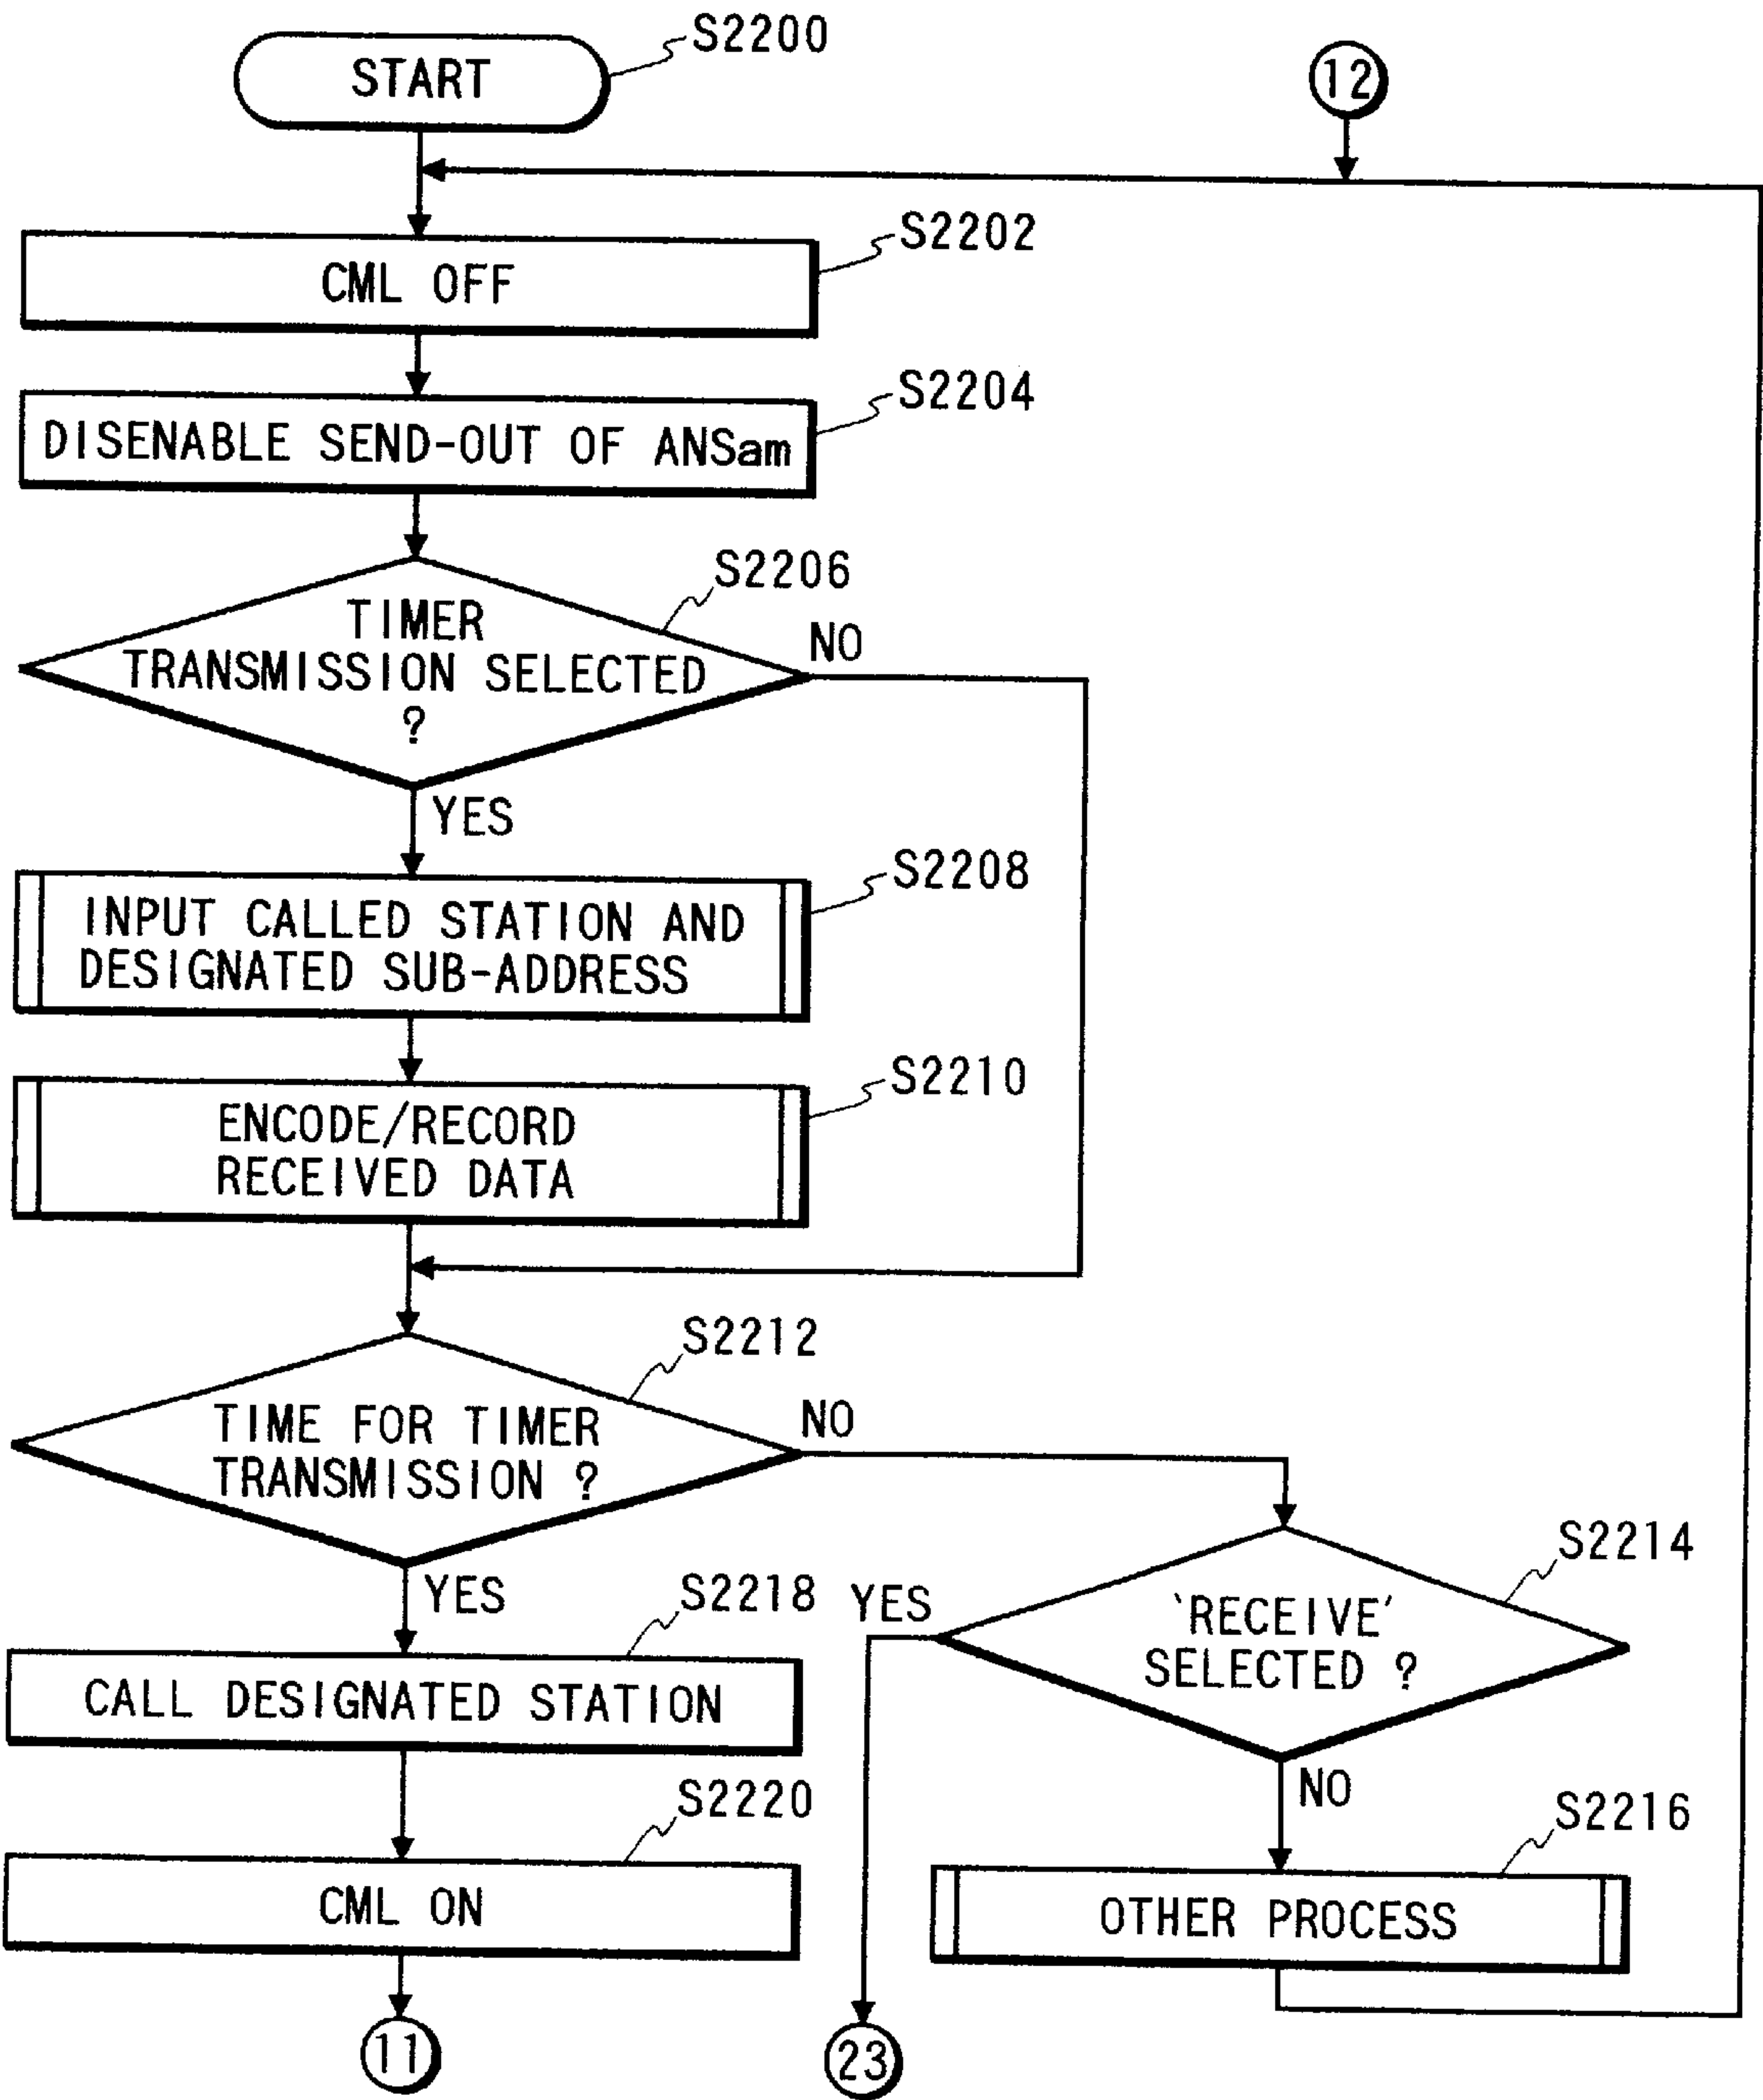 START
S2200
12
CML OFF
S2202
DISENABLE SEND-OUT OF ANSam
S2204
TIMER
TRANSMISSION SELECTED
?
S2206
NO
YES
INPUT CALLED STATION AND
DESIGNATED SUB-ADDRESS
S2208
ENCODE/RECORD
RECEIVED DATA
S2210
TIME FOR TIMER
TRANSMISSION ?
S2212
NO
YES
'RECEIVE'
SELECTED ?
S2214
YES
NO
CALL DESIGNATED STATION
S2218
CML ON
S2220
OTHER PROCESS
S2216
11
23